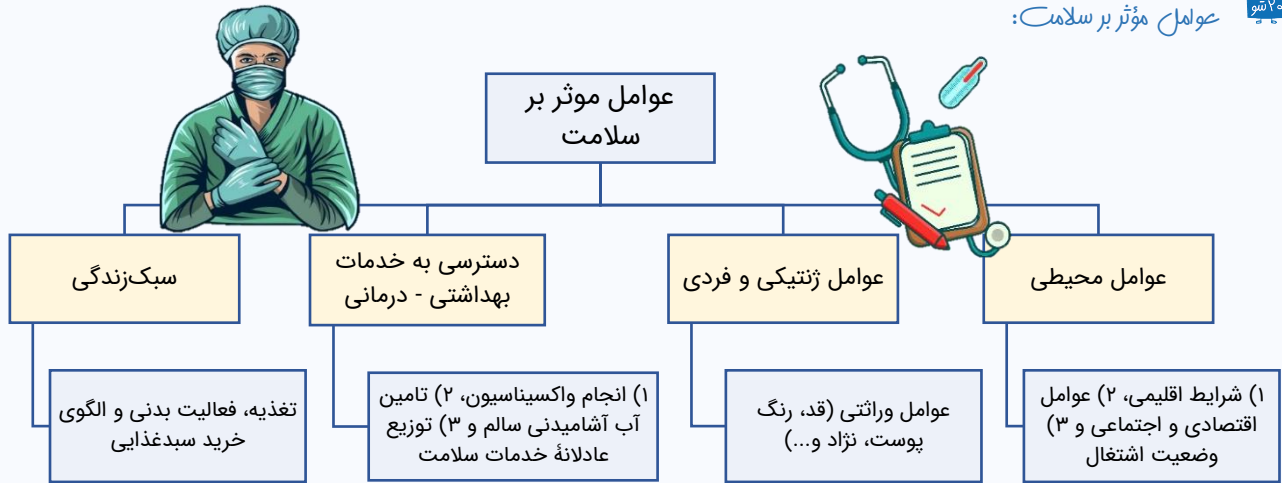 ۲۰شو
عوامل مؤثر بر سلامت:
عوامل موثر بر
سلامت
عوامل محیطی
عوامل ژنتیکی و فردی
دسترسی به خدمات
بهداشتی - درمانی
سبک‌زندگی
۱) شرایط اقلیمی، ۲) عوامل
اقتصادی و اجتماعی و ۳)
وضعیت اشتغال
عوامل وراثتی (قد، رنگ
پوست، نژاد و...)
۱) انجام واکسیناسیون، ۲) تامین
آب آشامیدنی سالم و ۳) توزیع
عادلانهٔ خدمات سلامت
تغذیه، فعالیت بدنی و الگوی
خرید سبدغذایی